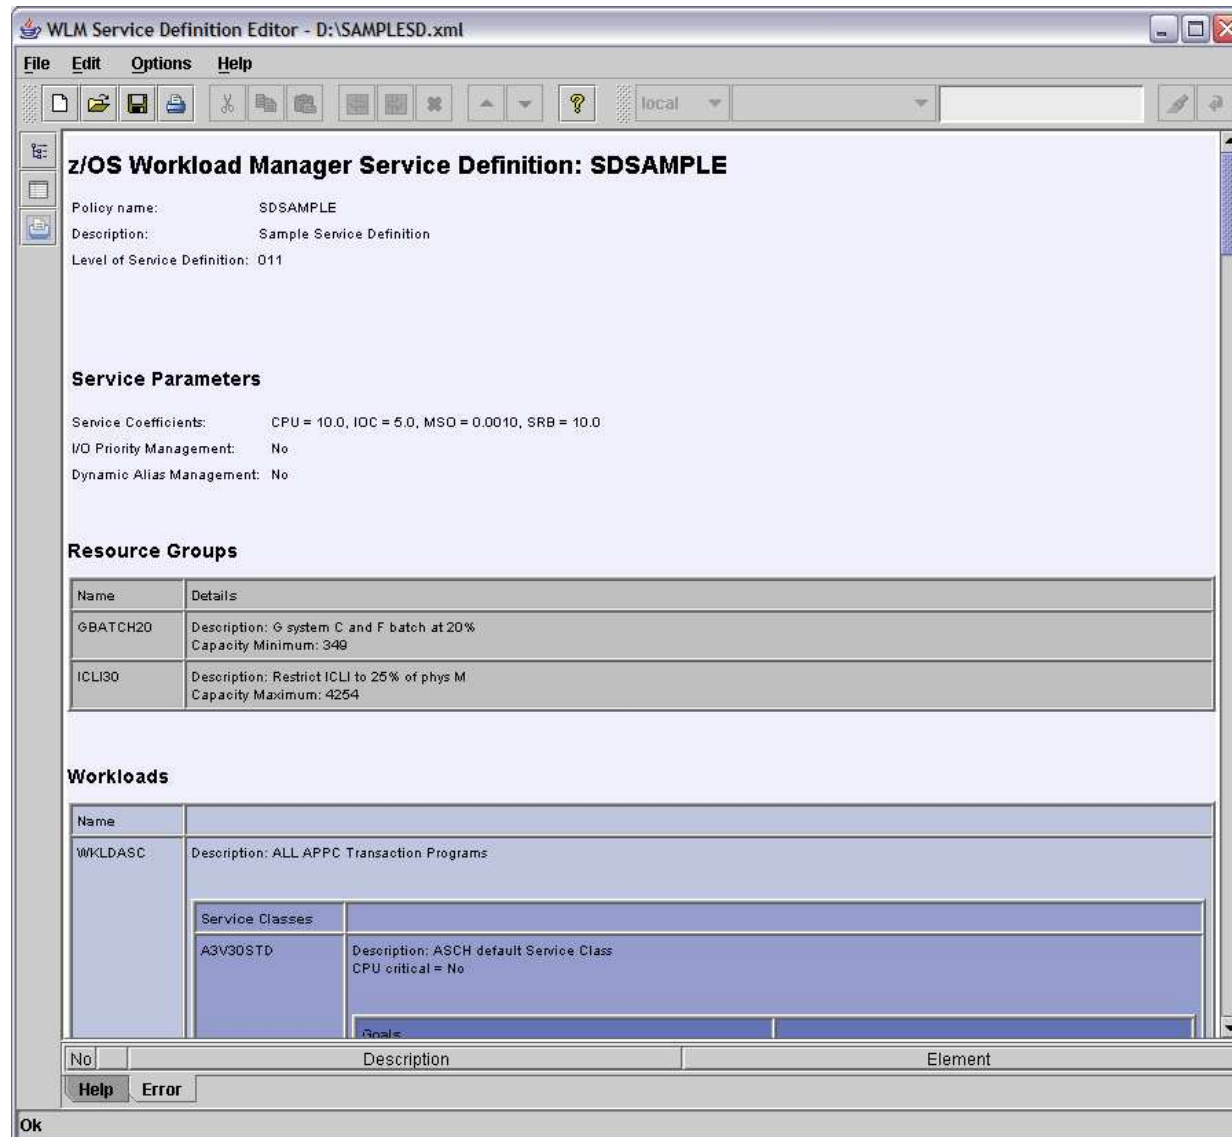 WLM Service Definition Editor - D:\SAMPLESD.xml
File Edit Options Help
local
z/OS Workload Manager Service Definition: SDSAMPLE
Policy name: SDSAMPLE
Description: Sample Service Definition
Level of Service Definition: 011
Service Parameters
Service Coefficients: CPU = 10.0, IOC = 5.0, MSO = 0.0010, SRB = 10.0
I/O Priority Management: No
Dynamic Alias Management: No
Resource Groups
Name Details
GBATCH20 Description: G system C and F batch at 20%
Capacity Minimum: 349
ICLI30 Description: Restrict ICLI to 25% of phys M
Capacity Maximum: 4254
Workloads
Name
WKLDASC Description: ALL APPC Transaction Programs
Service Classes
A3V30STD Description: ASCH default Service Class
CPU critical = No
Goals
No Description Element
Help Error
Ok